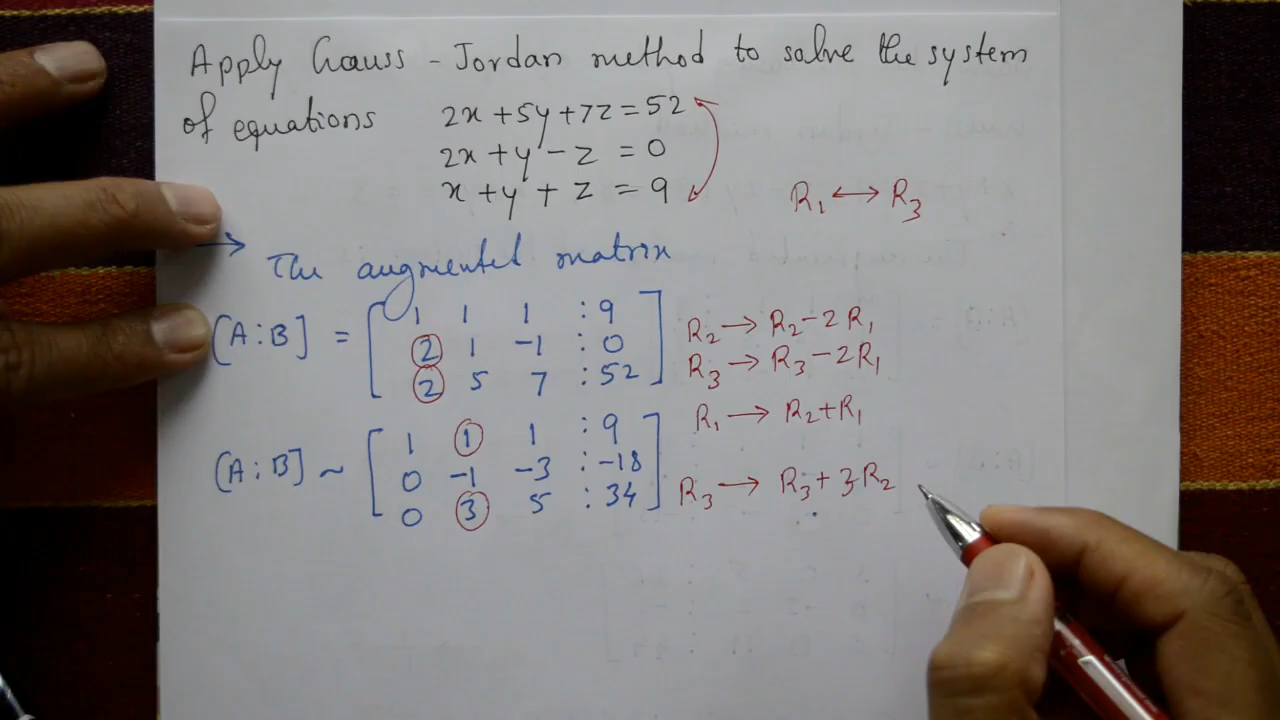 Apply Gauss - Jordan method to solve the system
of equations 2x + 5y + 7z = 52
2x + y - z = 0
x + y + z = 9
R₁ ↔ R₃
→ The augmented matrix
[A : B] = [ 1 1 1 : 9 ]
2 1 -1 : 0 R₂ → R₂ - 2R₁
2 5 7 : 52 R₃ → R₃ - 2R₁
R₁ → R₂ + R₁
[A : B] ~ [ 1 1 1 : 9 ]
0 -1 -3 : -18
0 3 5 : 34 R₃ → R₃ + 3R₂